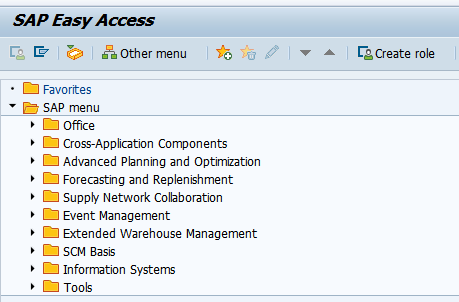 SAP Easy Access
Other menu Create role
Favorites
SAP menu
Office
Cross-Application Components
Advanced Planning and Optimization
Forecasting and Replenishment
Supply Network Collaboration
Event Management
Extended Warehouse Management
SCM Basis
Information Systems
Tools